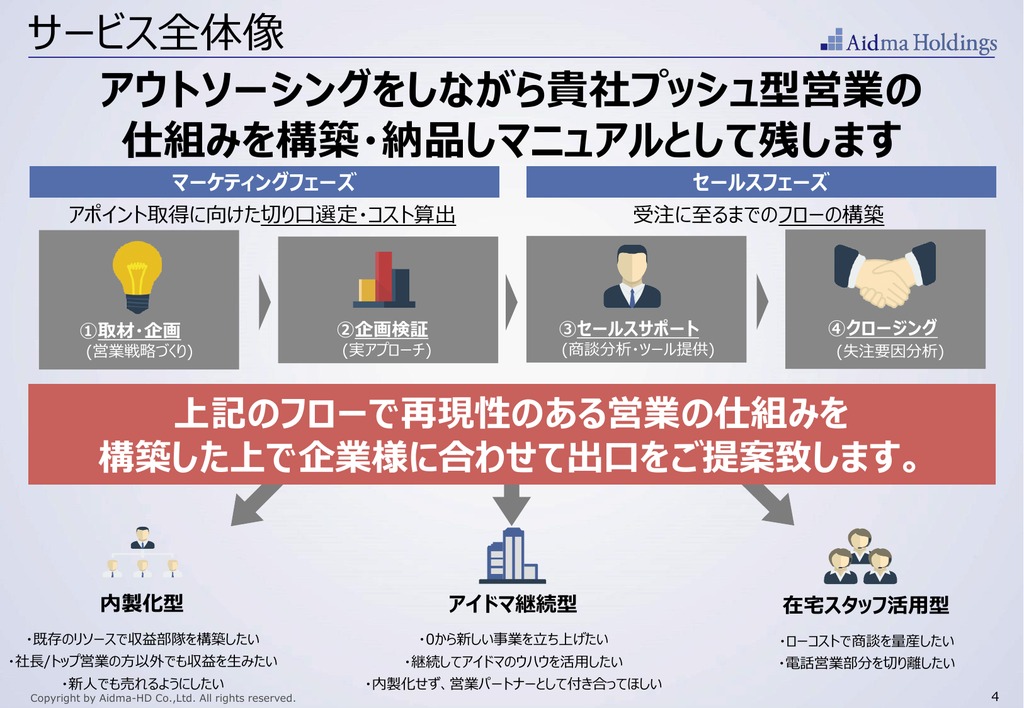 サービス全体像
Aidma Holdings
アウトソーシングをしながら貴社プッシュ型営業の
仕組みを構築・納品しマニュアルとして残します
マーケティングフェーズ
アポイント取得に向けた切り口選定・コスト算出
①取材・企画
(営業戦略づくり)
②企画検証
(実アプローチ)
セールスフェーズ
受注に至るまでのフローの構築
③セールスサポート
(商談分析・ツール提供)
④クロージング
(失注要因分析)
上記のフローで再現性のある営業の仕組みを
構築した上で企業様に合わせて出口をご提案致します。
内製化型
・既存のリソースで収益部隊を構築したい
・社長/トップ営業の方以外でも収益を生みたい
・新人でも売れるようにしたい
アイドマ継続型
・0から新しい事業を立ち上げたい
・継続してアイドマのウハウを活用したい
・内製化せず、営業パートナーとして付き合ってほしい
在宅スタッフ活用型
・ローコストで商談を量産したい
・電話営業部分を切り離したい
Copyright by Aidma-HD Co.,Ltd. All rights reserved.
4